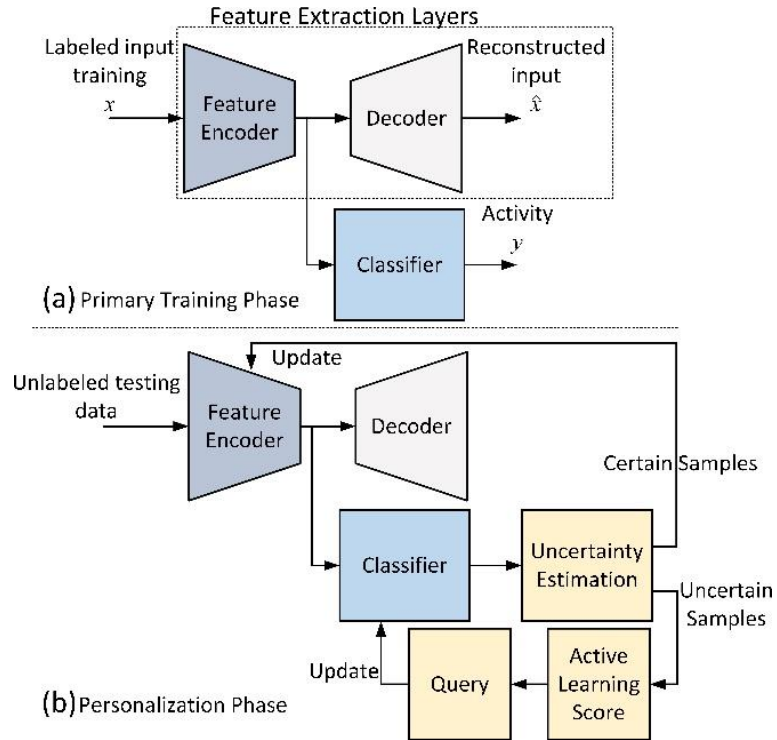 Feature Extraction Layers
Labeled input
training
x
Feature
Encoder
Decoder
Reconstructed
input
x̂
Classifier
Activity
y
(a) Primary Training Phase
Update
Unlabeled testing
data
Feature
Encoder
Decoder
Certain Samples
Classifier
Uncertainty
Estimation
Uncertain
Samples
Update
Query
Active
Learning
Score
(b) Personalization Phase